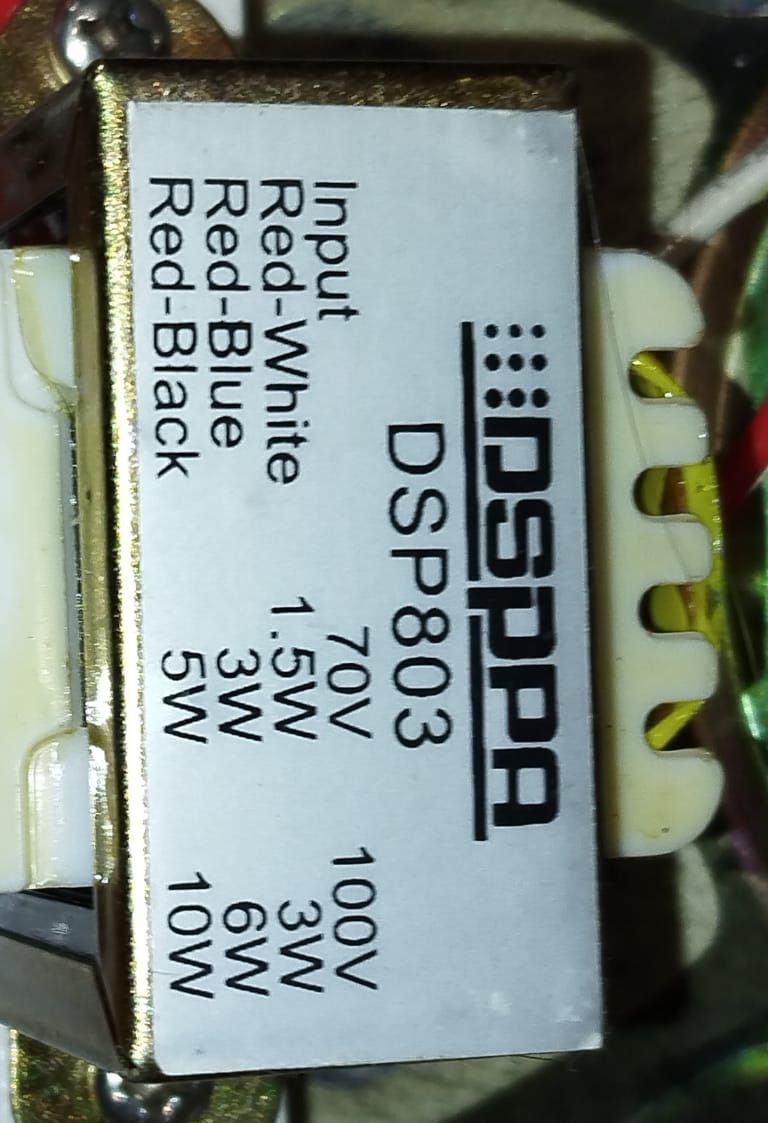 DSPPA
DSP803
Input 70V 100V
Red-White 1.5W 3W
Red-Blue 3W 6W
Red-Black 5W 10W